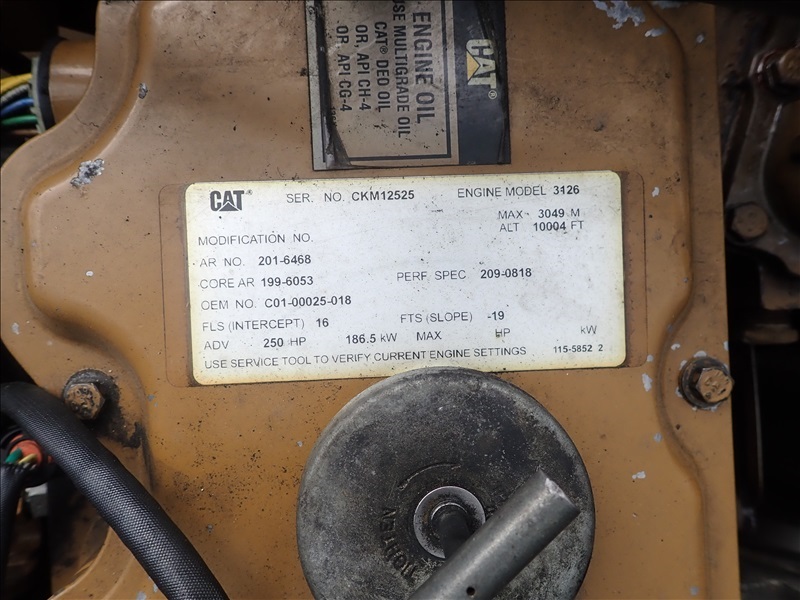 ENGINE OIL
USE MULTIGRADE OIL
CAT® DEO OIL
OR, API CH-4
OR, API CG-4
CAT®
CAT® SER. NO. CKM12525 ENGINE MODEL 3126
MAX 3049 M
ALT 10004 FT
MODIFICATION NO.
AR NO. 201-6468
CORE AR 199-6053 PERF SPEC 209-0818
OEM NO. C01-00025-018
FLS (INTERCEPT) 16 FTS (SLOPE) -19
ADV 250 HP 186.5 kW MAX HP kW
USE SERVICE TOOL TO VERIFY CURRENT ENGINE SETTINGS 115-5852 2